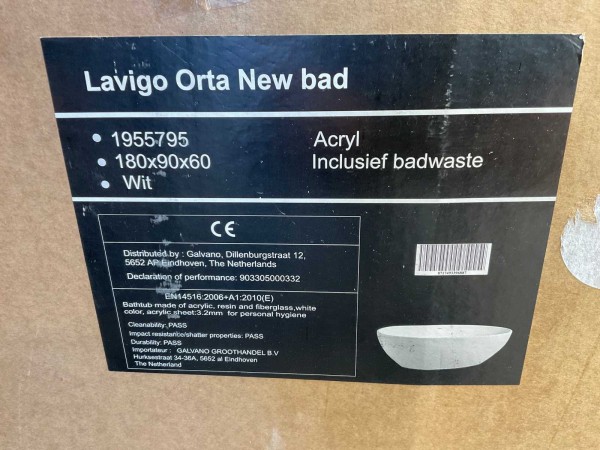 Lavigo Orta New bad
• 1955795
• 180x90x60
• Wit
Acryl
Inclusief badwaste
CE
Distributed by : Galvano, Dillenburgstraat 12,
5652 AP Eindhoven, The Netherlands
Declaration of performance: 903305000332
EN14516:2006+A1:2010(E)
Bathtub made of acrylic, resin and fiberglass,white
color, acrylic sheet:3.2mm for personal hygiene
Cleanability: PASS
Impact resistance/shatter properties: PASS
Durability: PASS
Importateur : GALVANO GROOTHANDEL B.V
Hurksestraat 34-36A, 5652 al Eindhoven
The Netherland